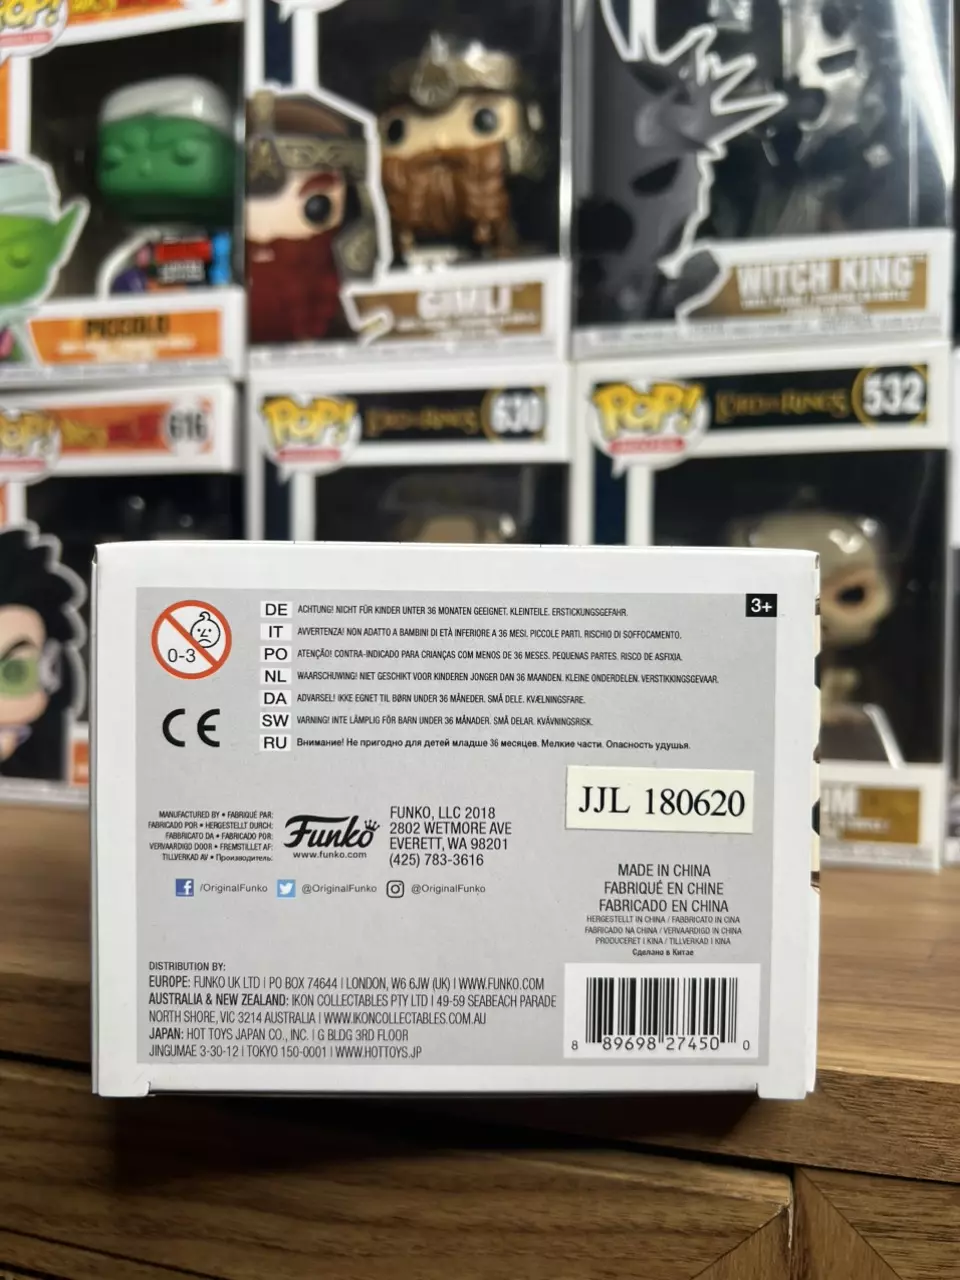 POP!
PICCOLO
GIMLI
WITCH KING
POP!
616
POP!
LORD OF THE RINGS
630
POP!
LORD OF THE RINGS
532
3+
0-3
DE ACHTUNG! NICHT FÜR KINDER UNTER 36 MONATEN GEEIGNET. KLEINTEILE. ERSTICKUNGSGEFAHR.
IT AVVERTENZA! NON ADATTO A BAMBINI DI ETÀ INFERIORE A 36 MESI. PICCOLE PARTI. RISCHIO DI SOFFOCAMENTO.
PO ATENÇÃO! CONTRA-INDICADO PARA CRIANÇAS COM MENOS DE 36 MESES. PEQUENAS PARTES. RISCO DE ASFIXIA.
NL WAARSCHUWING! NIET GESCHIKT VOOR KINDEREN JONGER DAN 36 MAANDEN. KLEINE ONDERDELEN. VERSTIKKINGSGEVAAR.
DA ADVARSEL! IKKE EGNET TIL BØRN UNDER 36 MÅNEDER. SMÅ DELE. KVÆLNINGSFARE.
SW VARNING! INTE LÄMPLIG FÖR BARN UNDER 36 MÅNADER. SMÅ DELAR. KVÄVNINGSRISK.
RU Внимание! Не пригодно для детей младше 36 месяцев. Мелкие части. Опасность удушья.
CE
JJL 180620
MANUFACTURED BY • FABRIQUÉ PAR:
FABRICADO POR • HERGESTELLT DURCH:
FABBRICATO DA • FABRICADO POR:
VERVAARDIGD DOOR • FREMSTILLET AF:
TILLVERKAD AV • Производитель:
Funko
www.funko.com
FUNKO, LLC 2018
2802 WETMORE AVE
EVERETT, WA 98201
(425) 783-3616
/OriginalFunko @OriginalFunko @OriginalFunko
MADE IN CHINA
FABRIQUÉ EN CHINE
FABRICADO EN CHINA
HERGESTELLT IN CHINA / FABBRICATO IN CINA
FABRICADO NA CHINA / VERVAARDIGD IN CHINA
PRODUCERET I KINA / TILLVERKAD I KINA
Сделано в Китае
DISTRIBUTION BY:
EUROPE: FUNKO UK LTD | PO BOX 74644 | LONDON, W6 6JW (UK) | WWW.FUNKO.COM
AUSTRALIA & NEW ZEALAND: IKON COLLECTABLES PTY LTD | 49-59 SEABEACH PARADE
NORTH SHORE, VIC 3214 AUSTRALIA | WWW.IKONCOLLECTABLES.COM.AU
JAPAN: HOT TOYS JAPAN CO., INC. | G BLDG 3RD FLOOR
JINGUMAE 3-30-12 | TOKYO 150-0001 | WWW.HOTTOYS.JP
8 89698 27450 0